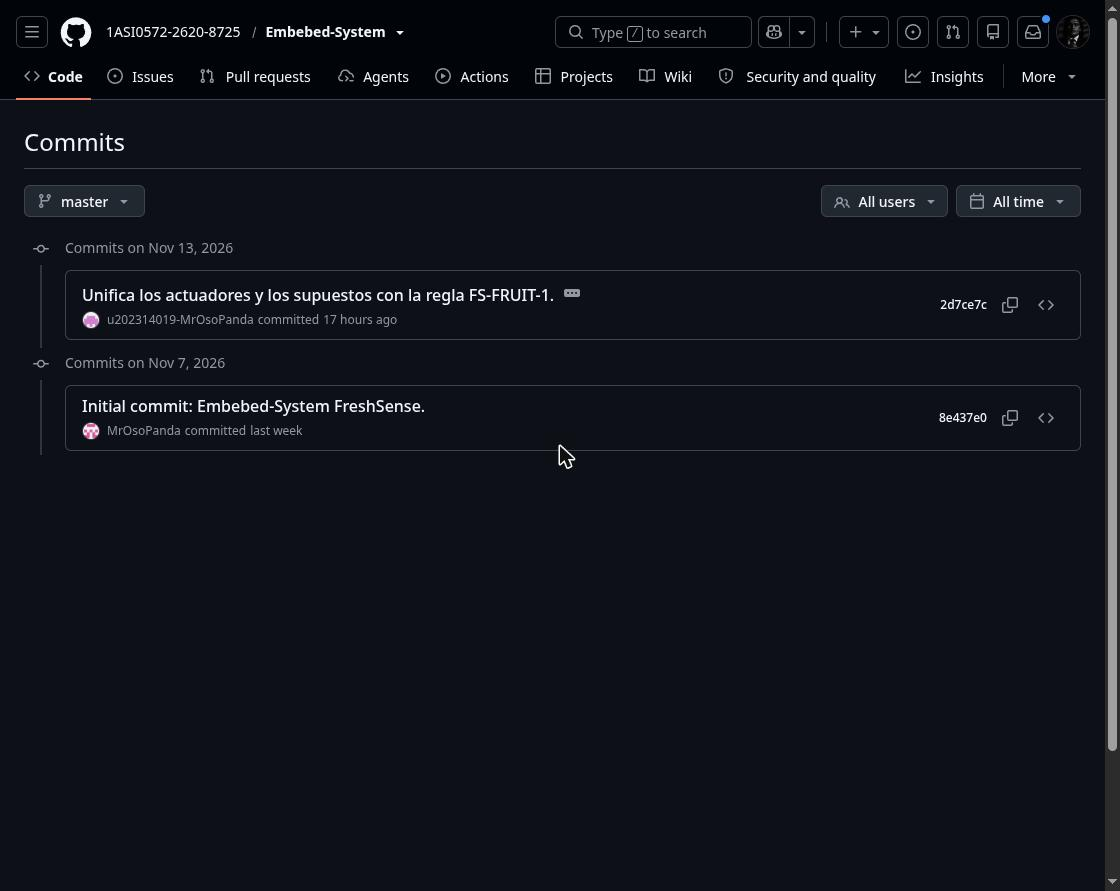 1ASI0572-2620-8725 / Embebed-System
Type / to search
Code Issues Pull requests Agents Actions Projects Wiki Security and quality Insights More
Commits
master All users All time
Commits on Nov 13, 2026
Unifica los actuadores y los supuestos con la regla FS-FRUIT-1.
u202314019-MrOsoPanda committed 17 hours ago
2d7ce7c
Commits on Nov 7, 2026
Initial commit: Embebed-System FreshSense.
MrOsoPanda committed last week
8e437e0